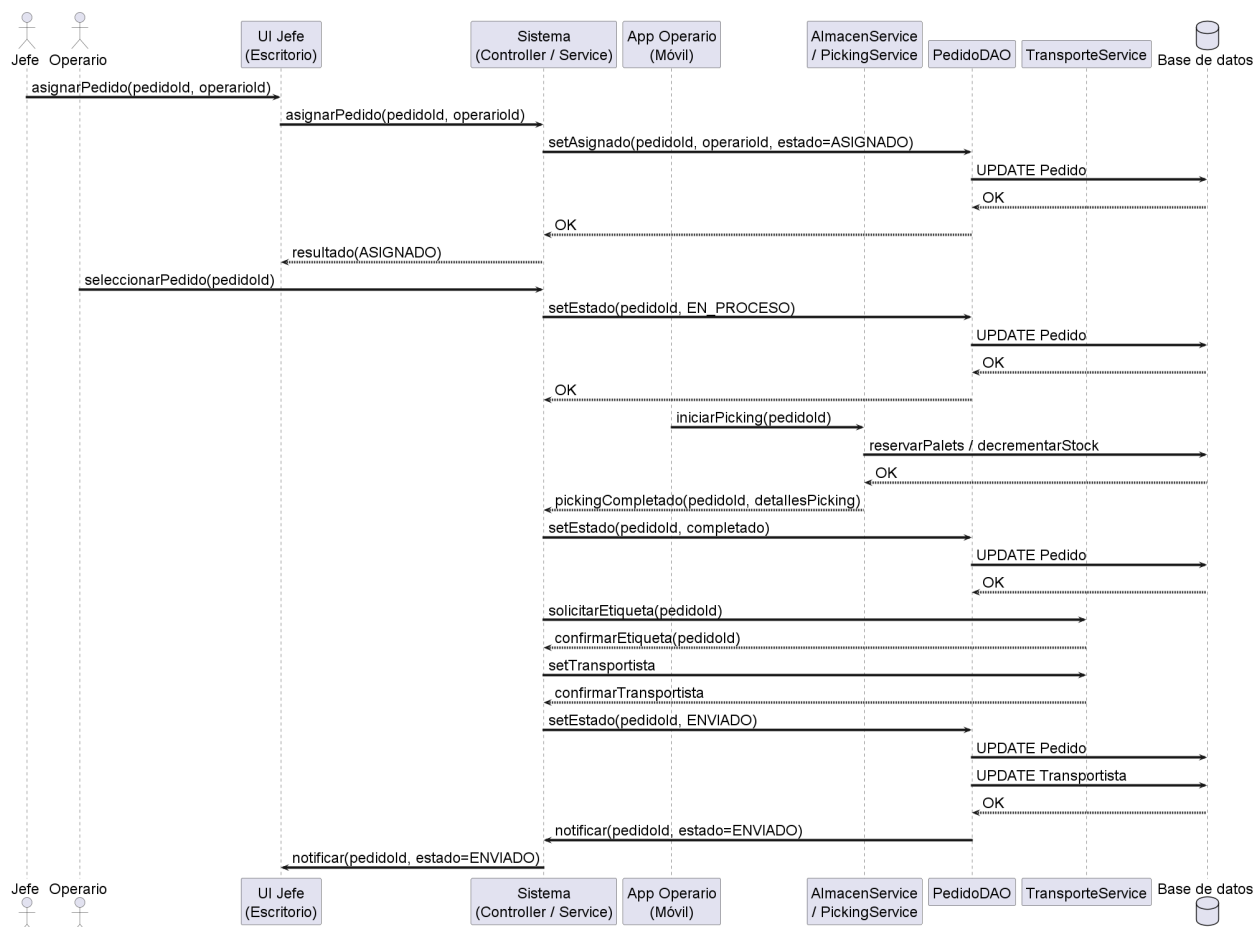 Jefe
Operario
UI Jefe
(Escritorio)
Sistema
(Controller / Service)
App Operario
(Móvil)
AlmacenService
/ PickingService
PedidoDAO
TransporteService
Base de datos
asignarPedido(pedidoId, operarioId)
asignarPedido(pedidoId, operarioId)
setAsignado(pedidoId, operarioId, estado=ASIGNADO)
UPDATE Pedido
OK
OK
resultado(ASIGNADO)
seleccionarPedido(pedidoId)
setEstado(pedidoId, EN_PROCESO)
UPDATE Pedido
OK
OK
iniciarPicking(pedidoId)
reservarPalets / decrementarStock
OK
pickingCompletado(pedidoId, detallesPicking)
setEstado(pedidoId, completado)
UPDATE Pedido
OK
solicitarEtiqueta(pedidoId)
confirmarEtiqueta(pedidoId)
setTransportista
confirmarTransportista
setEstado(pedidoId, ENVIADO)
UPDATE Pedido
UPDATE Transportista
OK
notificar(pedidoId, estado=ENVIADO)
notificar(pedidoId, estado=ENVIADO)
Jefe
Operario
UI Jefe
(Escritorio)
Sistema
(Controller / Service)
App Operario
(Móvil)
AlmacenService
/ PickingService
PedidoDAO
TransporteService
Base de datos